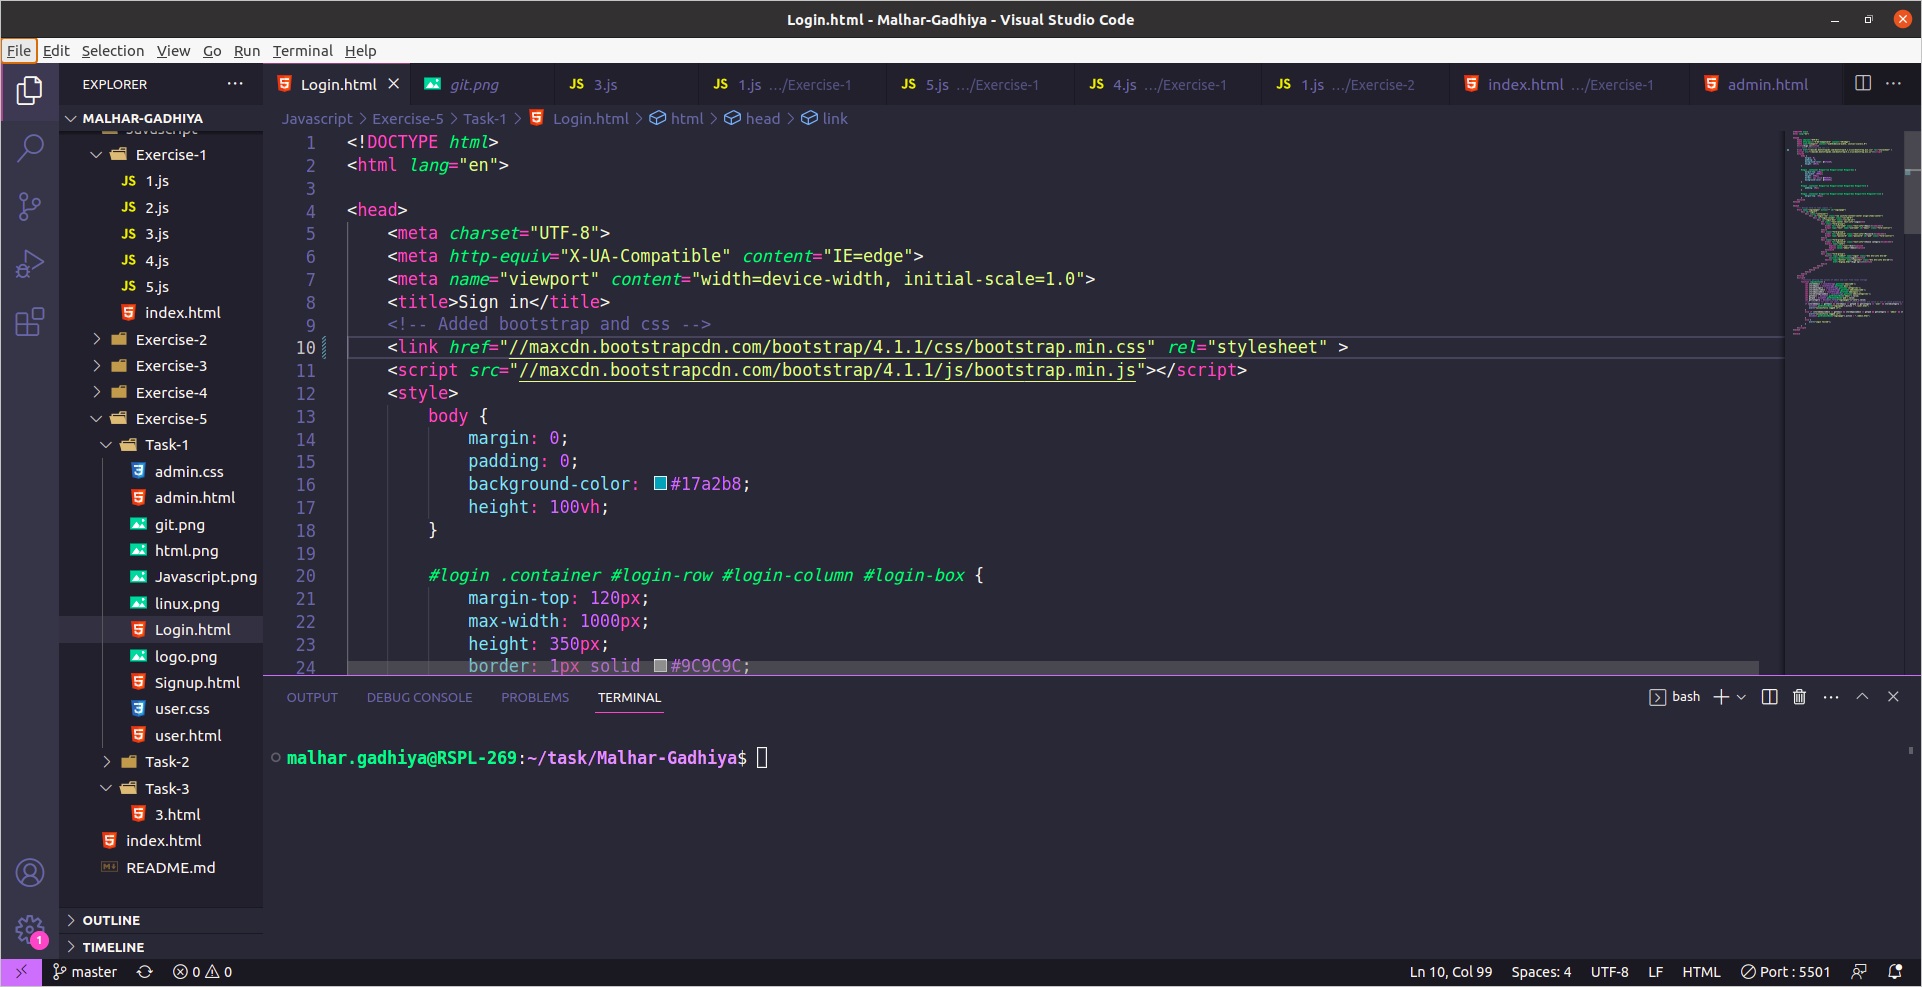 Login.html - Malhar-Gadhiya - Visual Studio Code
File Edit Selection View Go Run Terminal Help
EXPLORER
Login.html git.png 3.js 1.js .../Exercise-1 5.js .../Exercise-1 4.js .../Exercise-1 1.js .../Exercise-2 index.html .../Exercise-1 admin.html
MALHAR-GADHIYA
Javascript
Exercise-1
1.js
2.js
3.js
4.js
5.js
index.html
Exercise-2
Exercise-3
Exercise-4
Exercise-5
Task-1
admin.css
admin.html
git.png
html.png
Javascript.png
linux.png
Login.html
logo.png
Signup.html
user.css
user.html
Task-2
Task-3
3.html
index.html
README.md
OUTLINE
TIMELINE
Javascript > Exercise-5 > Task-1 > Login.html > html > head > link
1 <!DOCTYPE html>
2 <html lang="en">
3
4 <head>
5 <meta charset="UTF-8">
6 <meta http-equiv="X-UA-Compatible" content="IE=edge">
7 <meta name="viewport" content="width=device-width, initial-scale=1.0">
8 <title>Sign in</title>
9 <!-- Added bootstrap and css -->
10 <link href="//maxcdn.bootstrapcdn.com/bootstrap/4.1.1/css/bootstrap.min.css" rel="stylesheet" >
11 <script src="//maxcdn.bootstrapcdn.com/bootstrap/4.1.1/js/bootstrap.min.js"></script>
12 <style>
13 body {
14 margin: 0;
15 padding: 0;
16 background-color: #17a2b8;
17 height: 100vh;
18 }
19
20 #login .container #login-row #login-column #login-box {
21 margin-top: 120px;
22 max-width: 1000px;
23 height: 350px;
24 border: 1px solid #9C9C9C;
OUTPUT DEBUG CONSOLE PROBLEMS TERMINAL
bash
malhar.gadhiya@RSPL-269:~/task/Malhar-Gadhiya$
1
master 0 0
Ln 10, Col 99 Spaces: 4 UTF-8 LF HTML Port : 5501